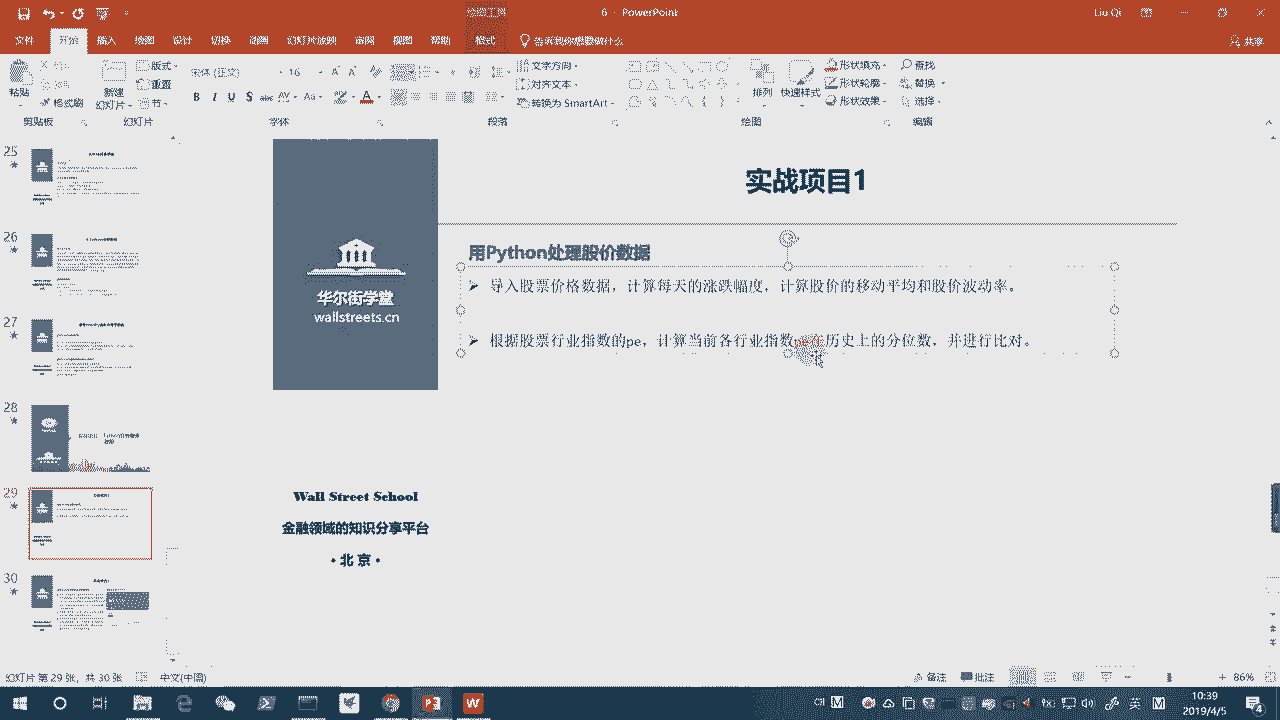 6 - PowerPoint
绘图工具
Liu Qi
文件 开始 插入 绘图 设计 切换 动画 幻灯片放映 审阅 视图 帮助 格式 告诉我你想要做什么 共享
粘贴 格式刷
新建
幻灯片
版式
重置
节
宋体 (正文) 16
B I U S abc AV Aa A
文字方向
对齐文本
转换为 SmartArt
排列 快速样式
形状填充
形状轮廓
形状效果
查找
替换
选择
剪贴板 幻灯片 字体 段落 绘图 编辑
25
26
27
28
29
30
华尔街学堂
wallstreets.cn
Wall Street School
金融领域的知识分享平台
• 北 京 •
实战项目1
用Python处理股价数据
导入股票价格数据，计算每天的涨跌幅度，计算股价的移动平均和股价波动率。
根据股票行业指数的pe，计算当前各行业指数 历史上的分位数，并进行比对。
幻灯片 第 29 张，共 30 张 中文(中国)
备注 批注 86%
英 M
10:39
2019/4/5
4